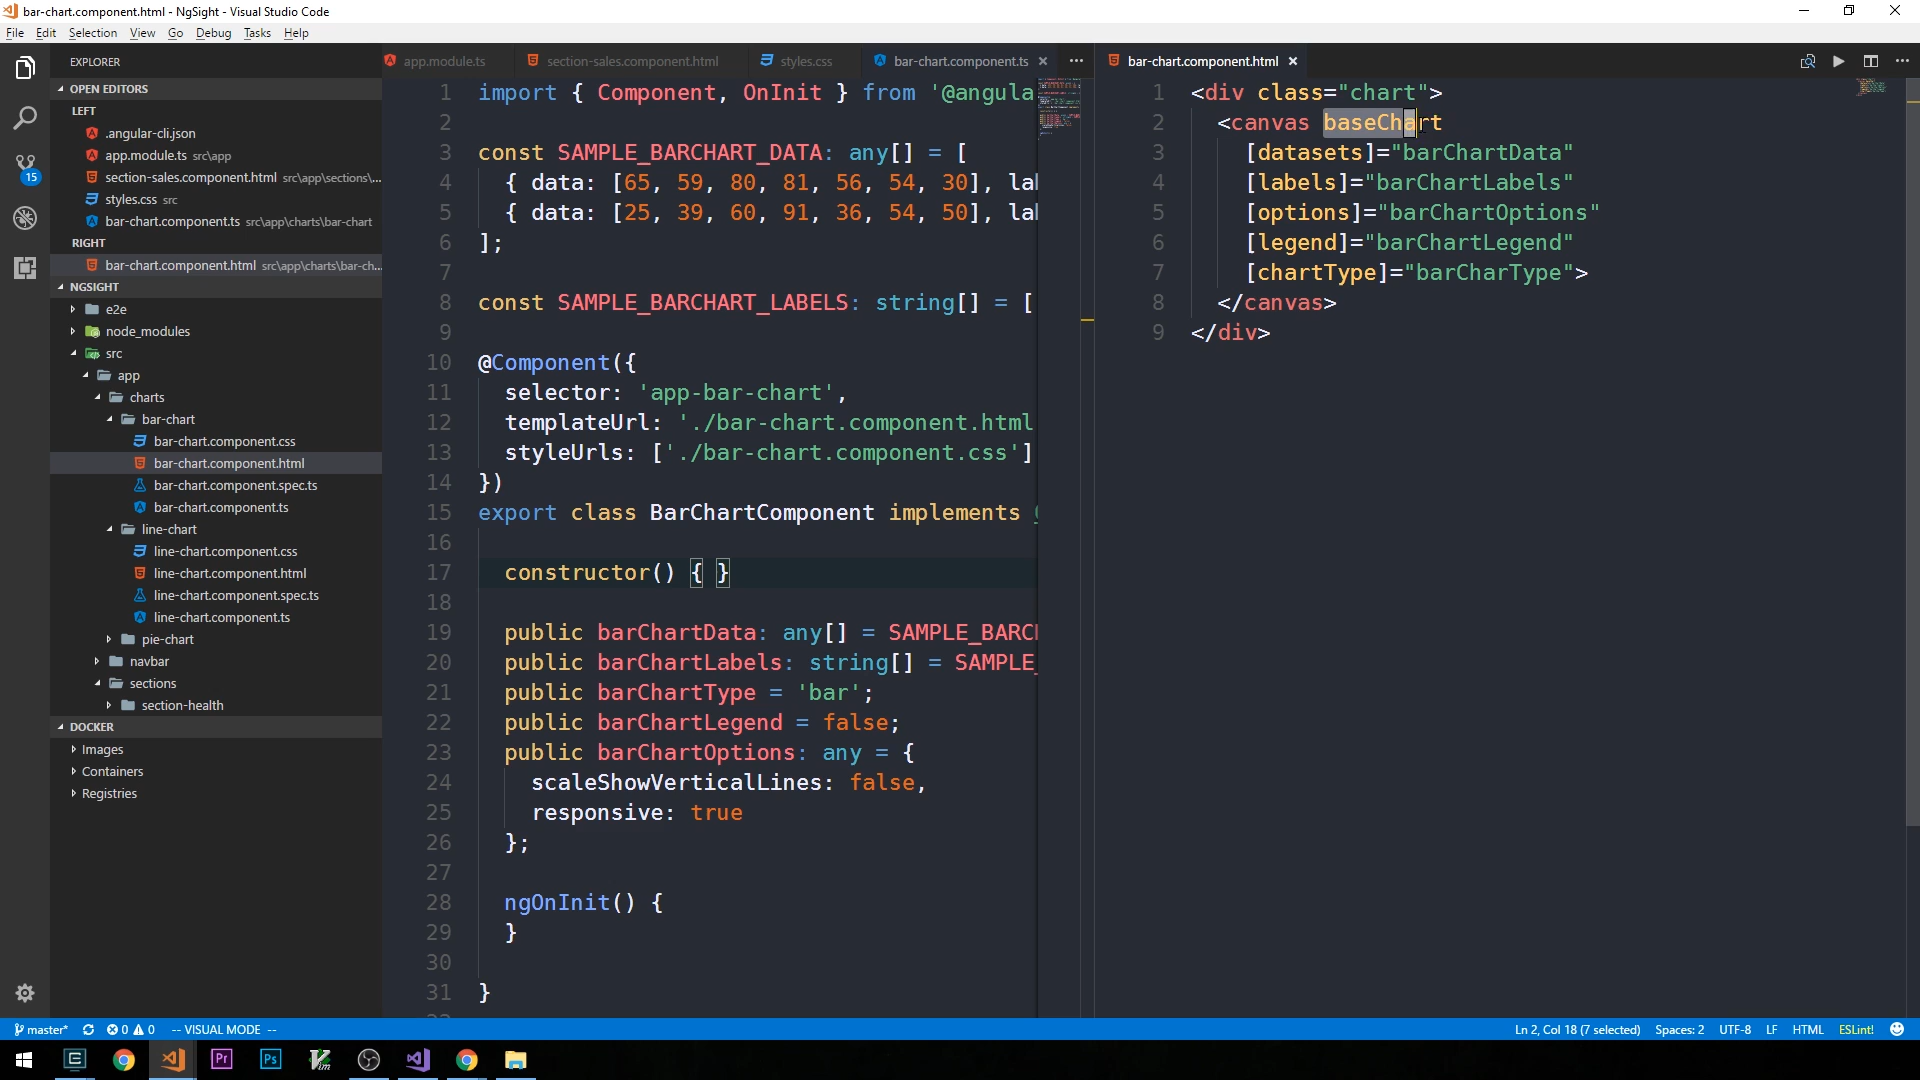 bar-chart.component.html - NgSight - Visual Studio Code
File Edit Selection View Go Debug Tasks Help
EXPLORER
OPEN EDITORS
LEFT
.angular-cli.json
app.module.ts src\app
section-sales.component.html src\app\sections\...
styles.css src
bar-chart.component.ts src\app\charts\bar-chart
RIGHT
bar-chart.component.html src\app\charts\bar-ch...
NGSIGHT
e2e
node_modules
src
app
charts
bar-chart
bar-chart.component.css
bar-chart.component.html
bar-chart.component.spec.ts
bar-chart.component.ts
line-chart
line-chart.component.css
line-chart.component.html
line-chart.component.spec.ts
line-chart.component.ts
pie-chart
navbar
sections
section-health
DOCKER
Images
Containers
Registries
15
app.module.ts section-sales.component.html styles.css bar-chart.component.ts
1 import { Component, OnInit } from '@angula
2
3 const SAMPLE_BARCHART_DATA: any[] = [
4 { data: [65, 59, 80, 81, 56, 54, 30], la
5 { data: [25, 39, 60, 91, 36, 54, 50], la
6 ];
7
8 const SAMPLE_BARCHART_LABELS: string[] = [
9
10 @Component({
11 selector: 'app-bar-chart',
12 templateUrl: './bar-chart.component.html
13 styleUrls: ['./bar-chart.component.css']
14 })
15 export class BarChartComponent implements
16
17 constructor() { }
18
19 public barChartData: any[] = SAMPLE_BARC
20 public barChartLabels: string[] = SAMPLE_
21 public barChartType = 'bar';
22 public barChartLegend = false;
23 public barChartOptions: any = {
24 scaleShowVerticalLines: false,
25 responsive: true
26 };
27
28 ngOnInit() {
29 }
30
31 }
bar-chart.component.html
1 <div class="chart">
2 <canvas baseChart
3 [datasets]="barChartData"
4 [labels]="barChartLabels"
5 [options]="barChartOptions"
6 [legend]="barChartLegend"
7 [chartType]="barCharType">
8 </canvas>
9 </div>
master* 0 0 -- VISUAL MODE -- Ln 2, Col 18 (7 selected) Spaces: 2 UTF-8 LF HTML ESLint!
Pr Ps Vim